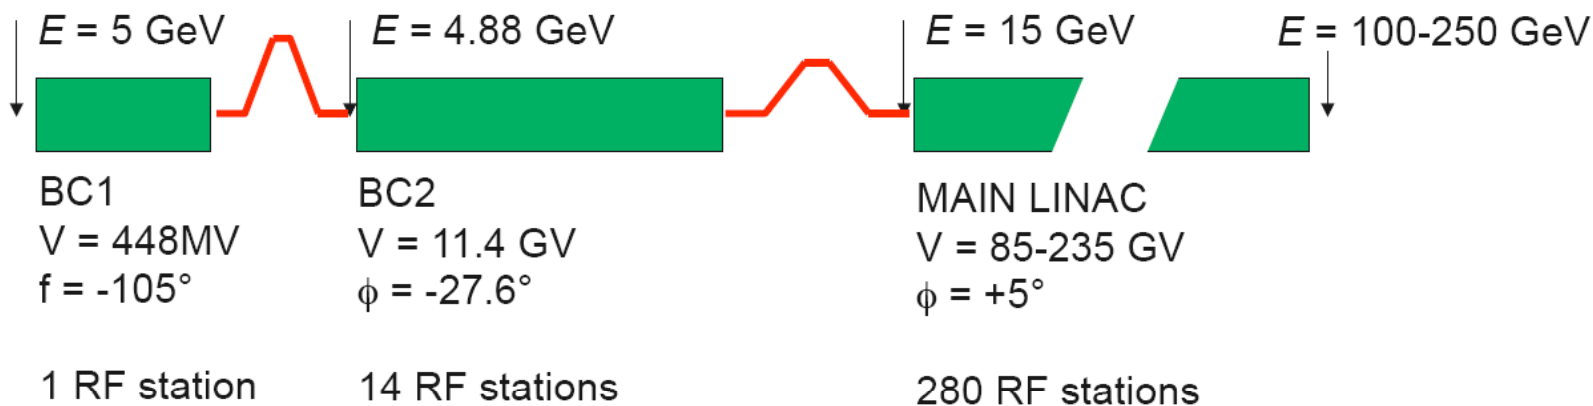 E = 5 GeV
E = 4.88 GeV
E = 15 GeV
E = 100-250 GeV
BC1
V = 448MV
f = -105°
1 RF station
BC2
V = 11.4 GV
ϕ = -27.6°
14 RF stations
MAIN LINAC
V = 85-235 GV
ϕ = +5°
280 RF stations